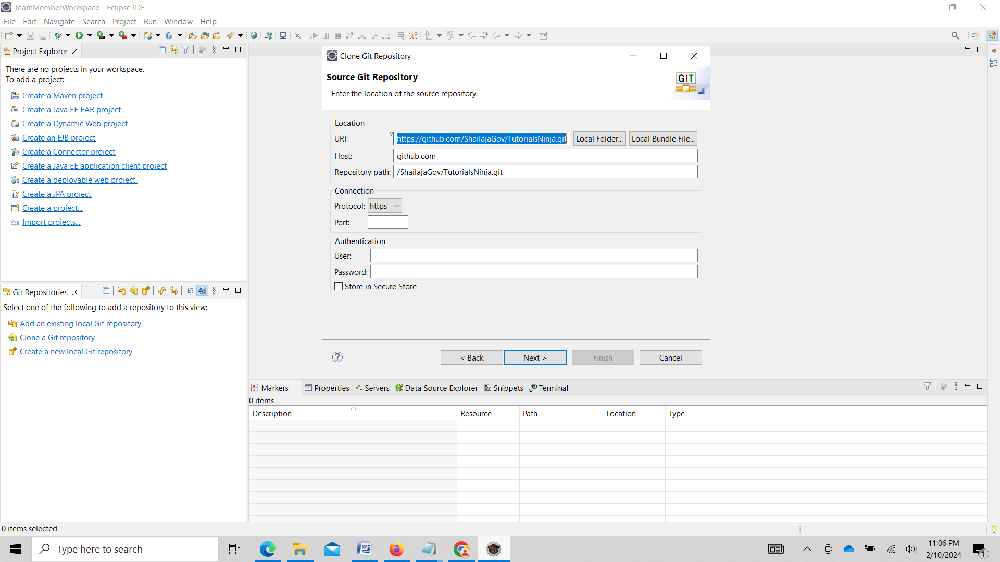 TeamMemberWorkspace - Eclipse IDE
File Edit Navigate Search Project Run Window Help
Project Explorer
There are no projects in your workspace.
To add a project:
Create a Maven project
Create a Java EE EAR project
Create a Dynamic Web project
Create an EJB project
Create a Connector project
Create a Java EE application client project
Create a deployable web project.
Create a JPA project
Create a project...
Import projects...
Git Repositories
Select one of the following to add a repository to this view:
Add an existing local Git repository
Clone a Git repository
Create a new local Git repository
Clone Git Repository
Source Git Repository
Enter the location of the source repository.
GIT
Location
URI: https://github.com/ShailajaGov/TutorialsNinja.git Local Folder... Local Bundle File...
Host: github.com
Repository path: /ShailajaGov/TutorialsNinja.git
Connection
Protocol: https
Port:
Authentication
User:
Password:
Store in Secure Store
< Back Next > Finish Cancel
Markers Properties Servers Data Source Explorer Snippets Terminal
0 items
Description Resource Path Location Type
0 items selected
Type here to search
11:06 PM
2/10/2024
1